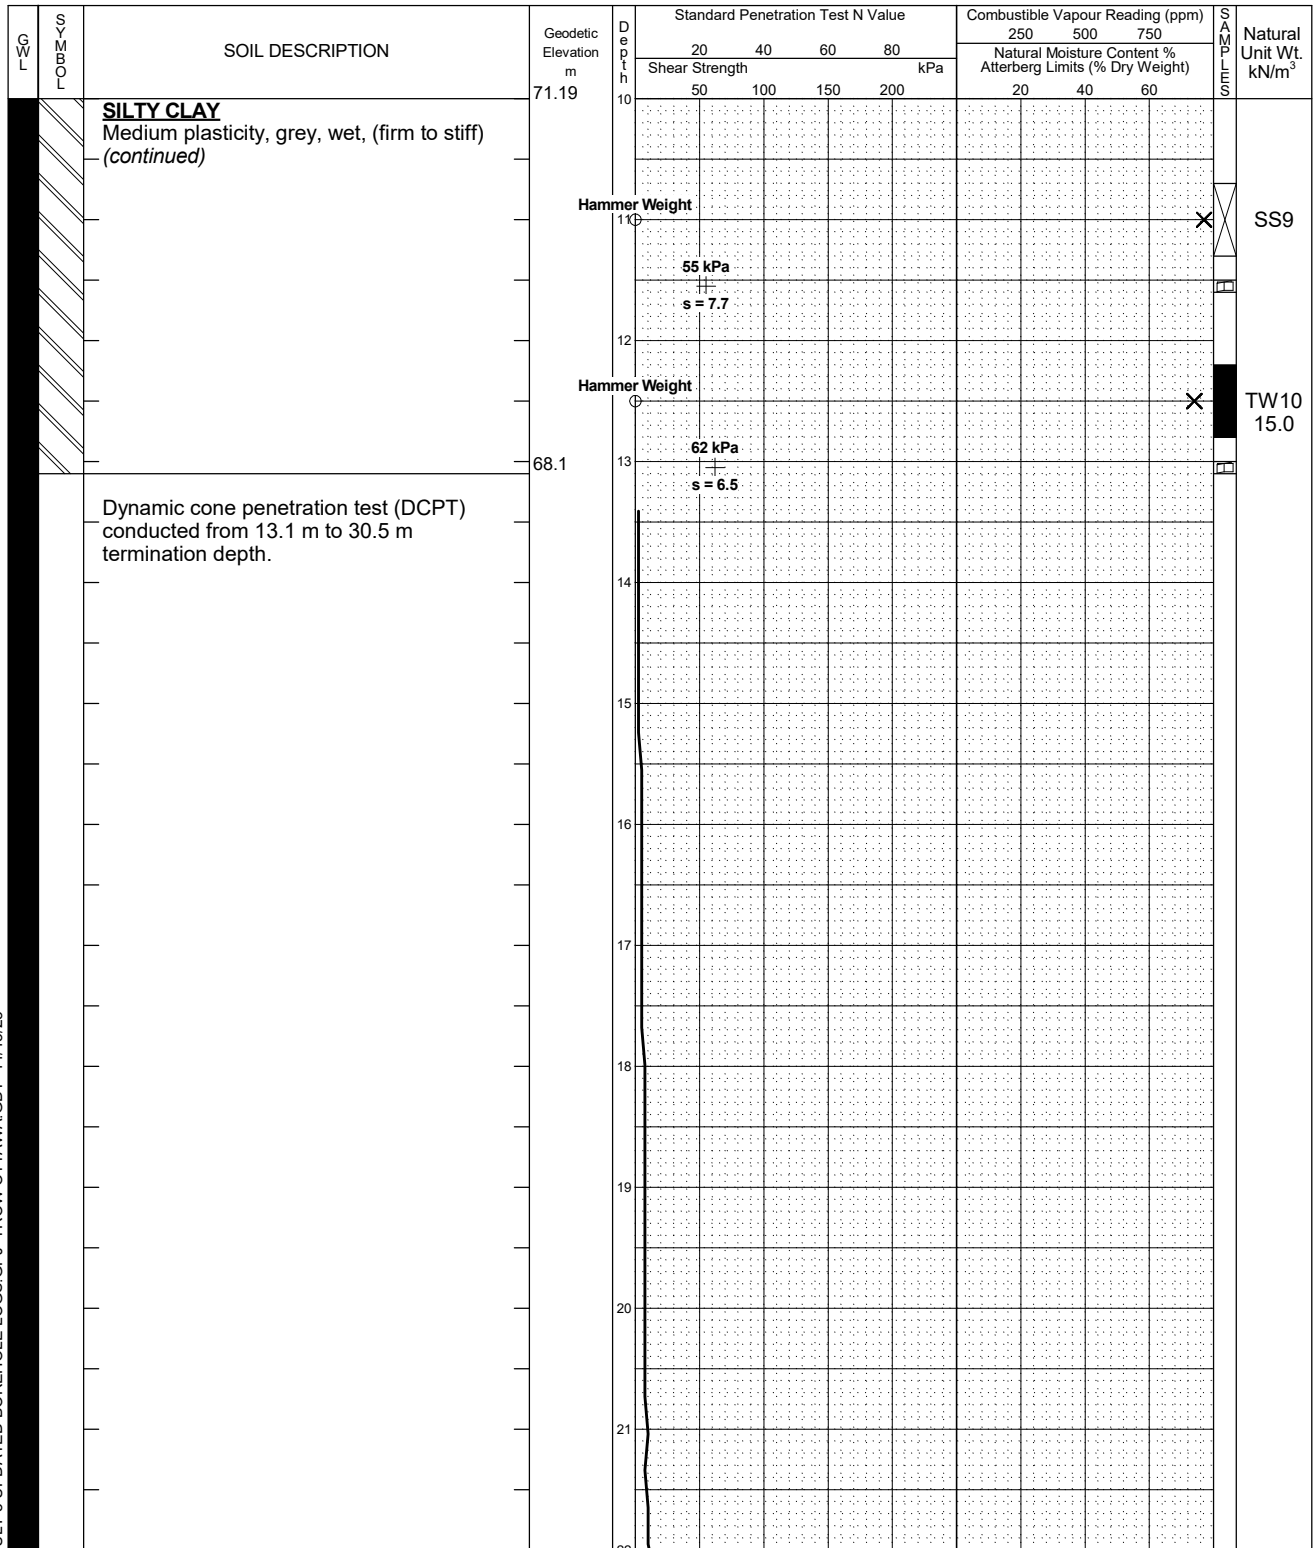 GWL
SYMBOL
SOIL DESCRIPTION
Geodetic
Elevation
m
71.19
Depth
Standard Penetration Test N Value
20 40 60 80
Shear Strength kPa
50 100 150 200
Combustible Vapour Reading (ppm)
250 500 750
Natural Moisture Content %
Atterberg Limits (% Dry Weight)
20 40 60
SAMPLES
Natural
Unit Wt.
kN/m³
10
SILTY CLAY
Medium plasticity, grey, wet, (firm to stiff)
(continued)
Hammer Weight
11
SS9
55 kPa
s = 7.7
12
Hammer Weight
TW10
15.0
62 kPa
13
68.1
s = 6.5
Dynamic cone penetration test (DCPT)
conducted from 13.1 m to 30.5 m
termination depth.
14
15
16
17
18
19
20
21